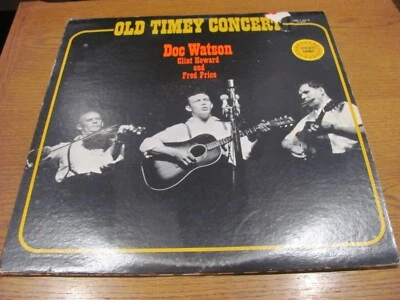 OLD TIMEY CONCERT
Doc Watson
Clint Howard
and
Fred Price